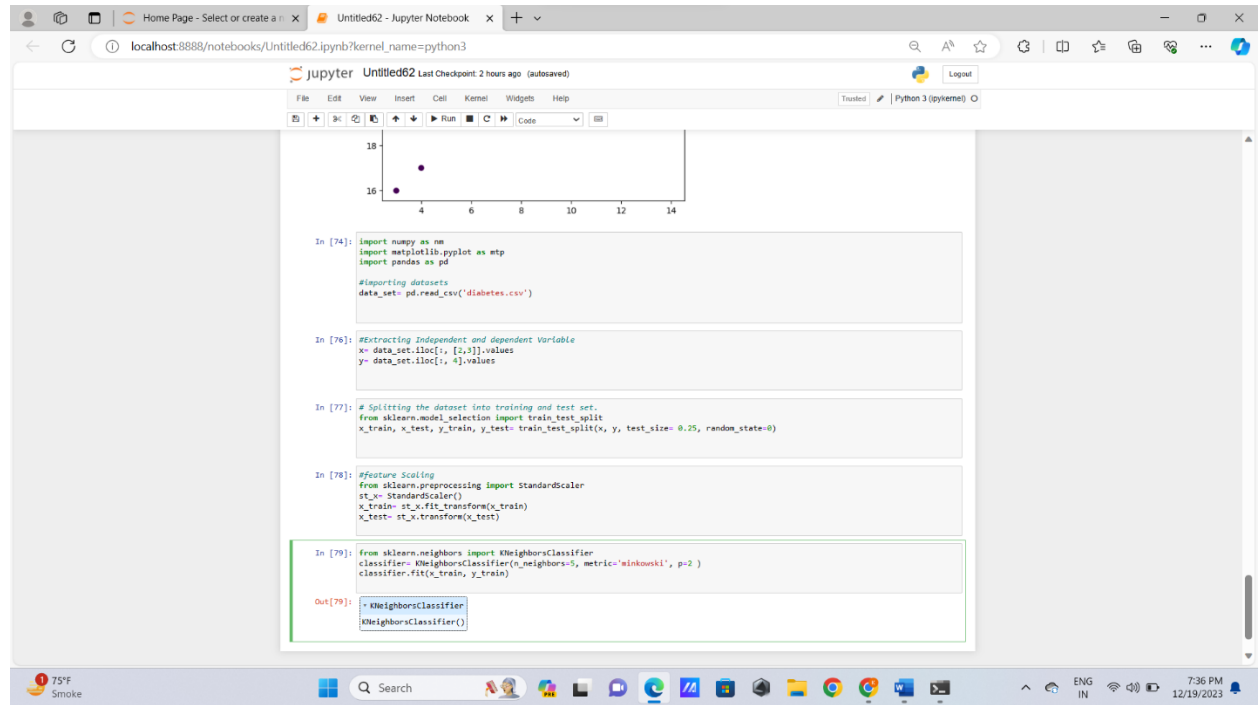 Home Page - Select or create a n
Untitled62 - Jupyter Notebook
localhost:8888/notebooks/Untitled62.ipynb?kernel_name=python3
jupyter Untitled62 Last Checkpoint: 2 hours ago (autosaved)
Logout
File Edit View Insert Cell Kernel Widgets Help
Trusted
Python 3 (ipykernel)
Run
Code
18
16
4 6 8 10 12 14
In [74]: import numpy as nm
import matplotlib.pyplot as mtp
import pandas as pd
#importing datasets
data_set= pd.read_csv('diabetes.csv')
In [76]: #Extracting Independent and dependent Variable
x= data_set.iloc[:, [2,3]].values
y= data_set.iloc[:, 4].values
In [77]: # Splitting the dataset into training and test set.
from sklearn.model_selection import train_test_split
x_train, x_test, y_train, y_test= train_test_split(x, y, test_size= 0.25, random_state=0)
In [78]: #feature Scaling
from sklearn.preprocessing import StandardScaler
st_x= StandardScaler()
x_train= st_x.fit_transform(x_train)
x_test= st_x.transform(x_test)
In [79]: from sklearn.neighbors import KNeighborsClassifier
classifier= KNeighborsClassifier(n_neighbors=5, metric='minkowski', p=2 )
classifier.fit(x_train, y_train)
Out[79]: KNeighborsClassifier
KNeighborsClassifier()
1
75°F
Smoke
Search
PRE
ENG
IN
7:36 PM
12/19/2023